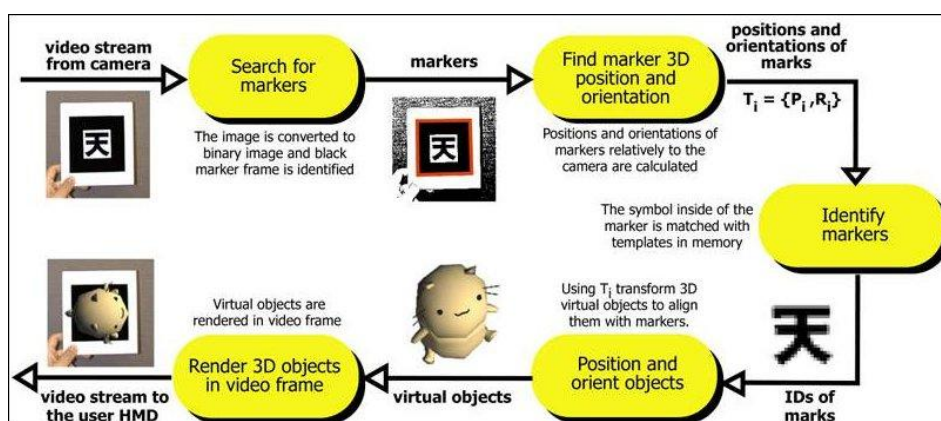 video stream
from camera
Search for
markers
The image is converted to
binary image and black
marker frame is identified
天
markers
天
Find marker 3D
position and
orientation
Positions and orientations of
markers relatively to the
camera are calculated
positions and
orientations of
marks
Ti = {Pi ,Ri}
Identify
markers
The symbol inside of the
marker is matched with
templates in memory
天
IDs of
marks
Position and
orient objects
Using Ti transform 3D
virtual objects to align
them with markers.
virtual objects
Render 3D objects
in video frame
Virtual objects are
rendered in video frame
video stream to
the user HMD